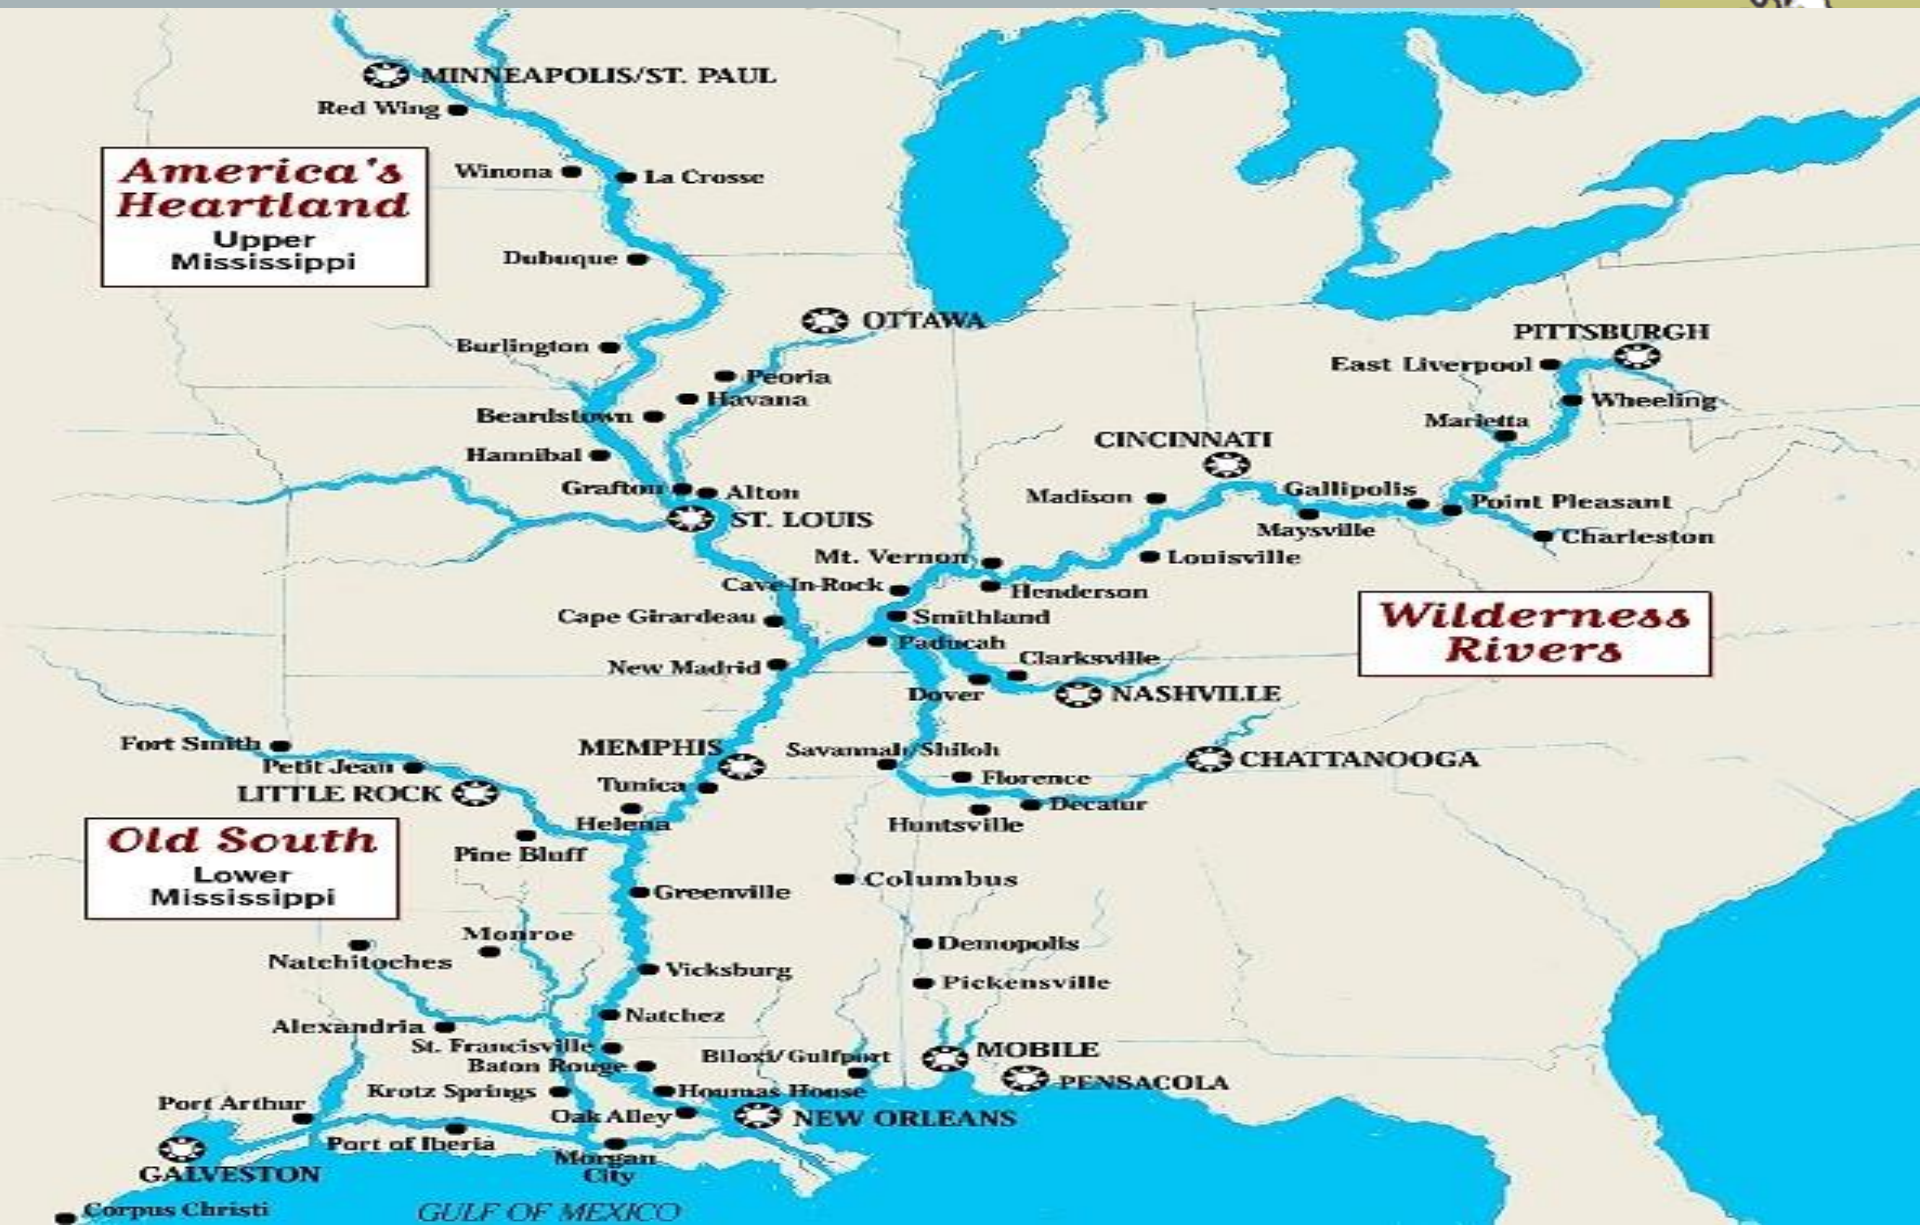 MINNEAPOLIS/ST. PAUL
Red Wing
America's
Heartland
Upper
Mississippi
Winona
La Crosse
Dubuque
OTTAWA
Burlington
Peoria
Havana
Beardstown
Hannibal
Grafton
Alton
ST. LOUIS
PITTSBURGH
East Liverpool
Wheeling
Marietta
CINCINNATI
Madison
Gallipolis
Point Pleasant
Maysville
Charleston
Louisville
Mt. Vernon
Cave-In-Rock
Henderson
Cape Girardeau
Smithland
Paducah
Wilderness
Rivers
New Madrid
Clarksville
Dover
NASHVILLE
Fort Smith
MEMPHIS
Savannah/Shiloh
CHATTANOOGA
Petit Jean
Tunica
Florence
LITTLE ROCK
Decatur
Helena
Huntsville
Old South
Lower
Mississippi
Pine Bluff
Greenville
Columbus
Monroe
Demopolis
Natchitoches
Vicksburg
Pickensville
Alexandria
Natchez
St. Francisville
Biloxi/Gulfport
MOBILE
Baton Rouge
PENSACOLA
Krotz Springs
Houmas House
Port Arthur
Oak Alley
NEW ORLEANS
Port of Iberia
Morgan
City
GALVESTON
Corpus Christi
GULF OF MEXICO